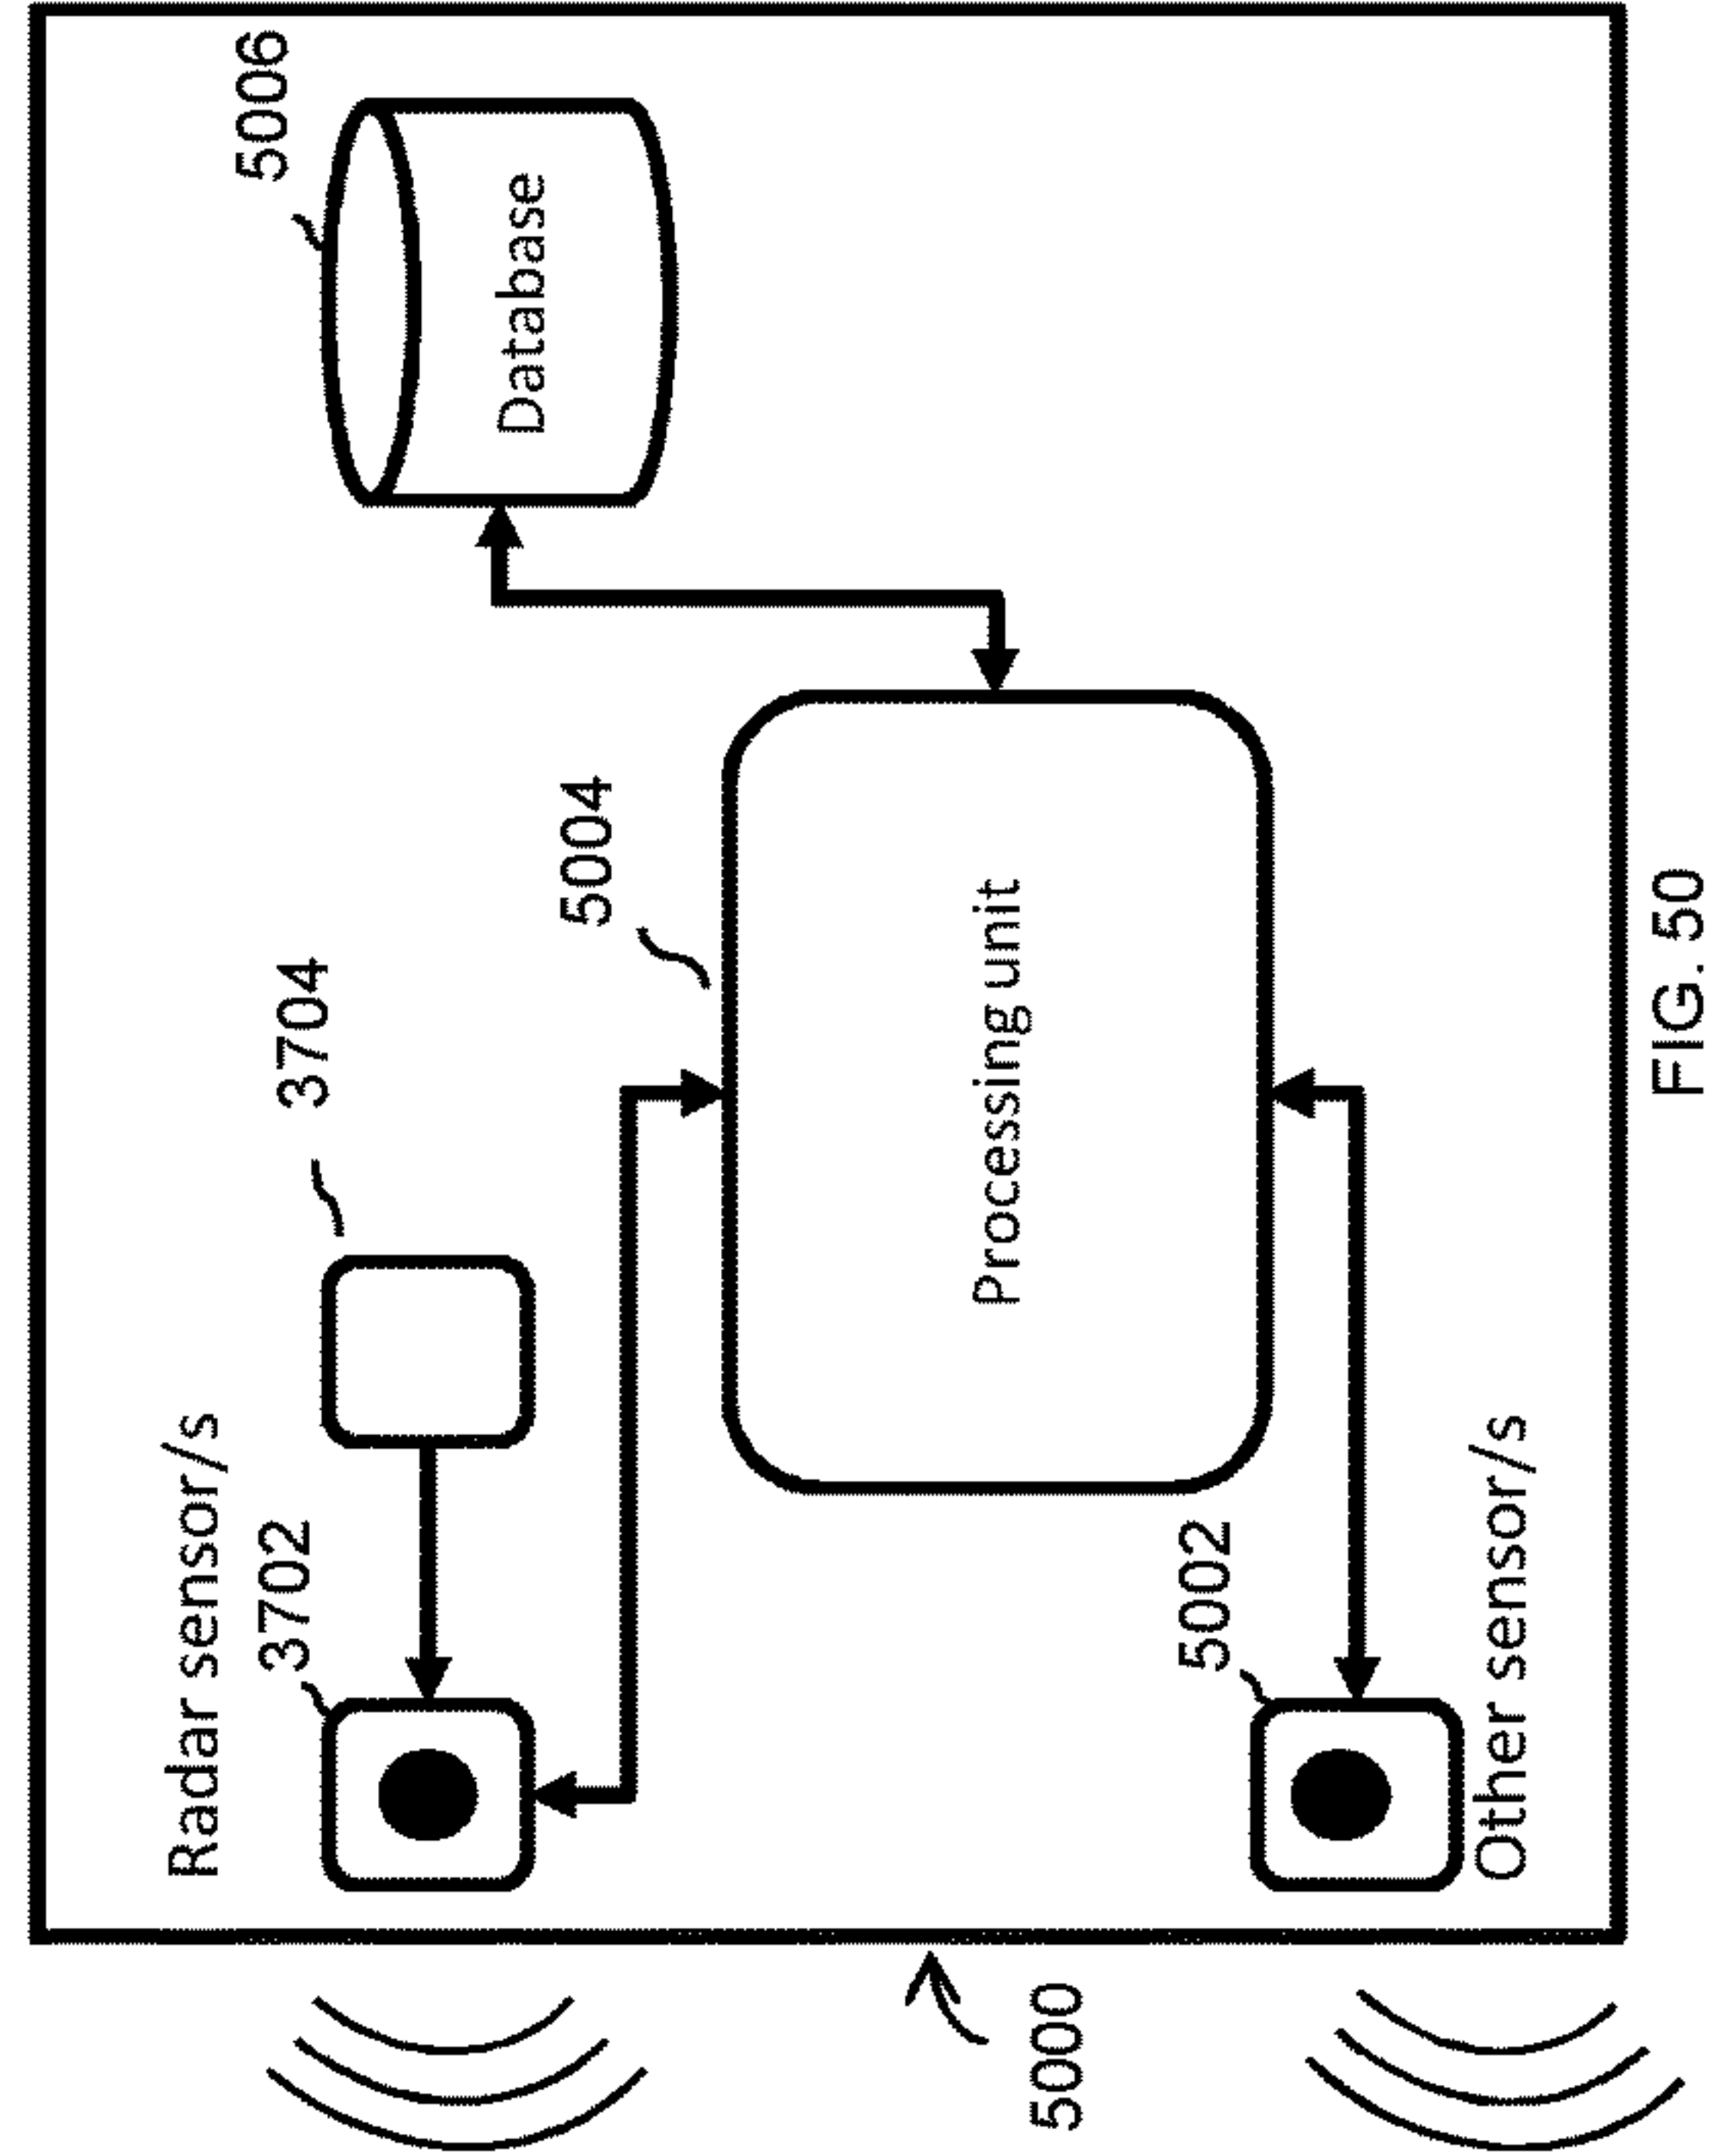 Radar sensor/s
3702
3704
5006
Database
5004
Processing unit
5002
Other sensor/s
5000
FIG. 50